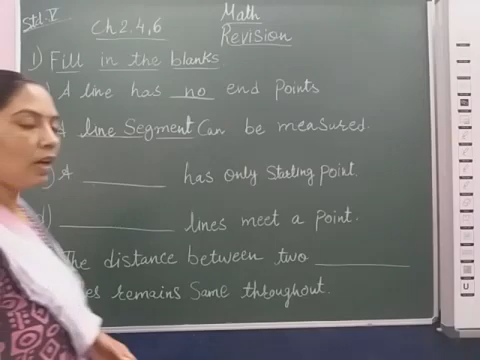 Std. V
Math
Ch 2,4,6
Revision
1) Fill in the blanks
) A line has no end Points
A line Segment Can be measured.
) A ________ has only Starting Point.
d) ____________ lines meet a Point.
The distance between two ________
es remains Same throughout.
U